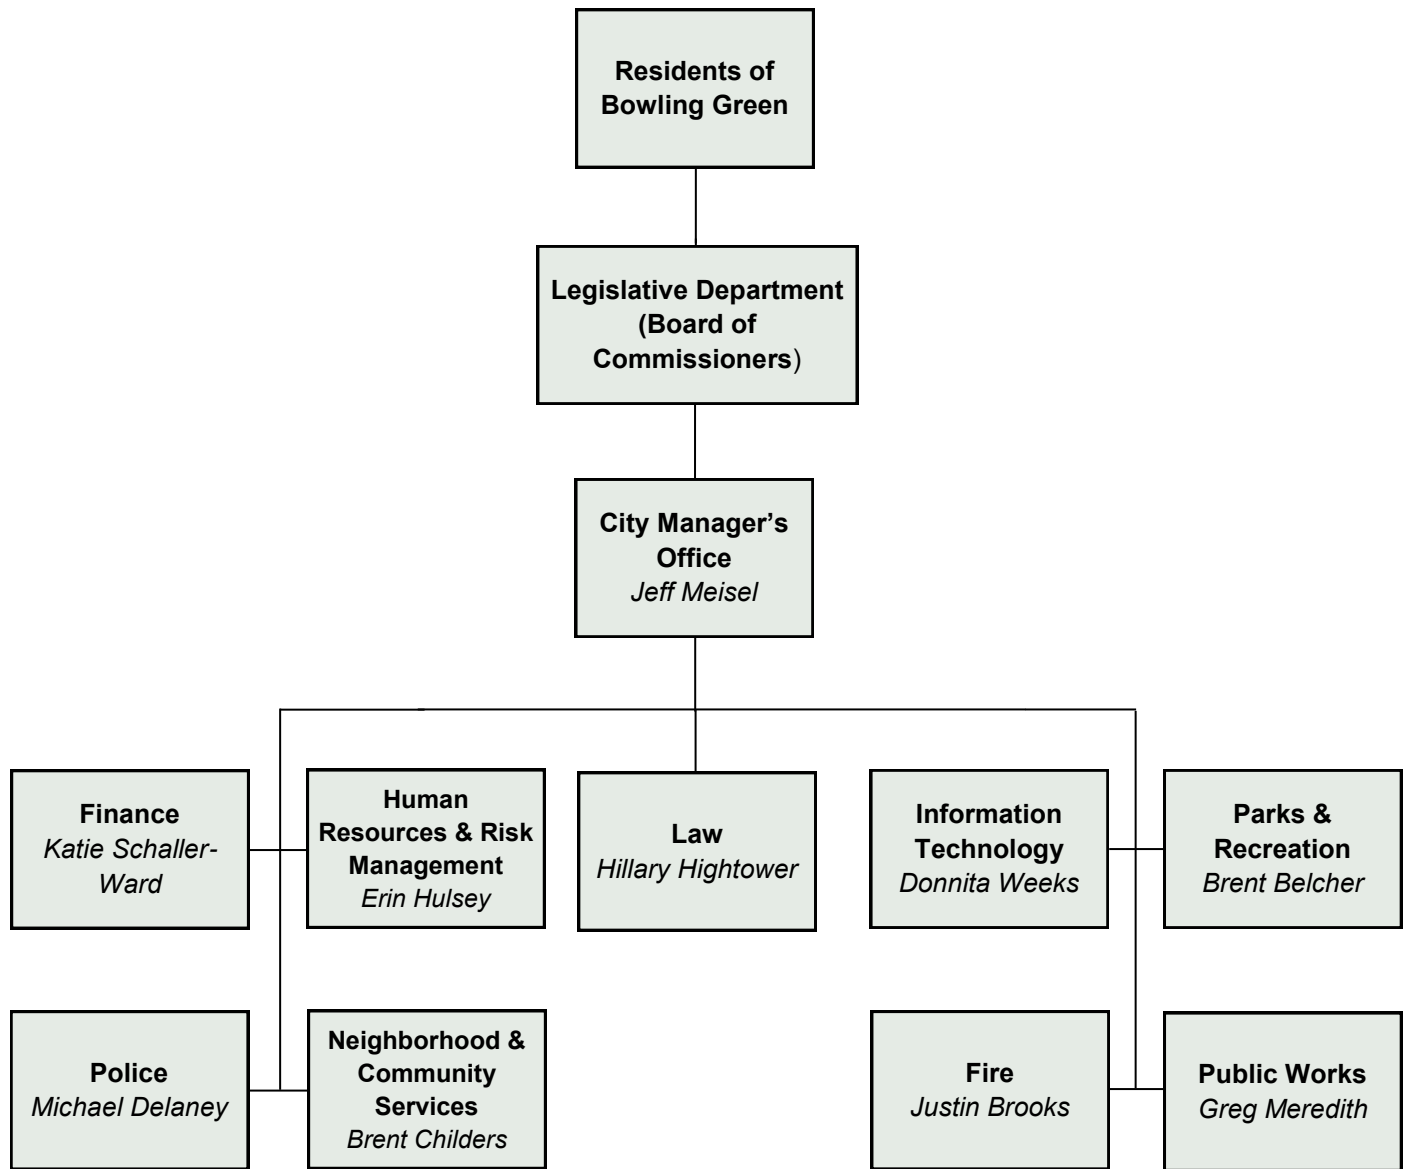 Residents of
Bowling Green
Legislative Department
(Board of
Commissioners)
City Manager’s
Office
Jeff Meisel
Finance
Katie Schaller-
Ward
Human
Resources & Risk
Management
Erin Hulsey
Law
Hillary Hightower
Information
Technology
Donnita Weeks
Parks &
Recreation
Brent Belcher
Police
Michael Delaney
Neighborhood &
Community
Services
Brent Childers
Fire
Justin Brooks
Public Works
Greg Meredith